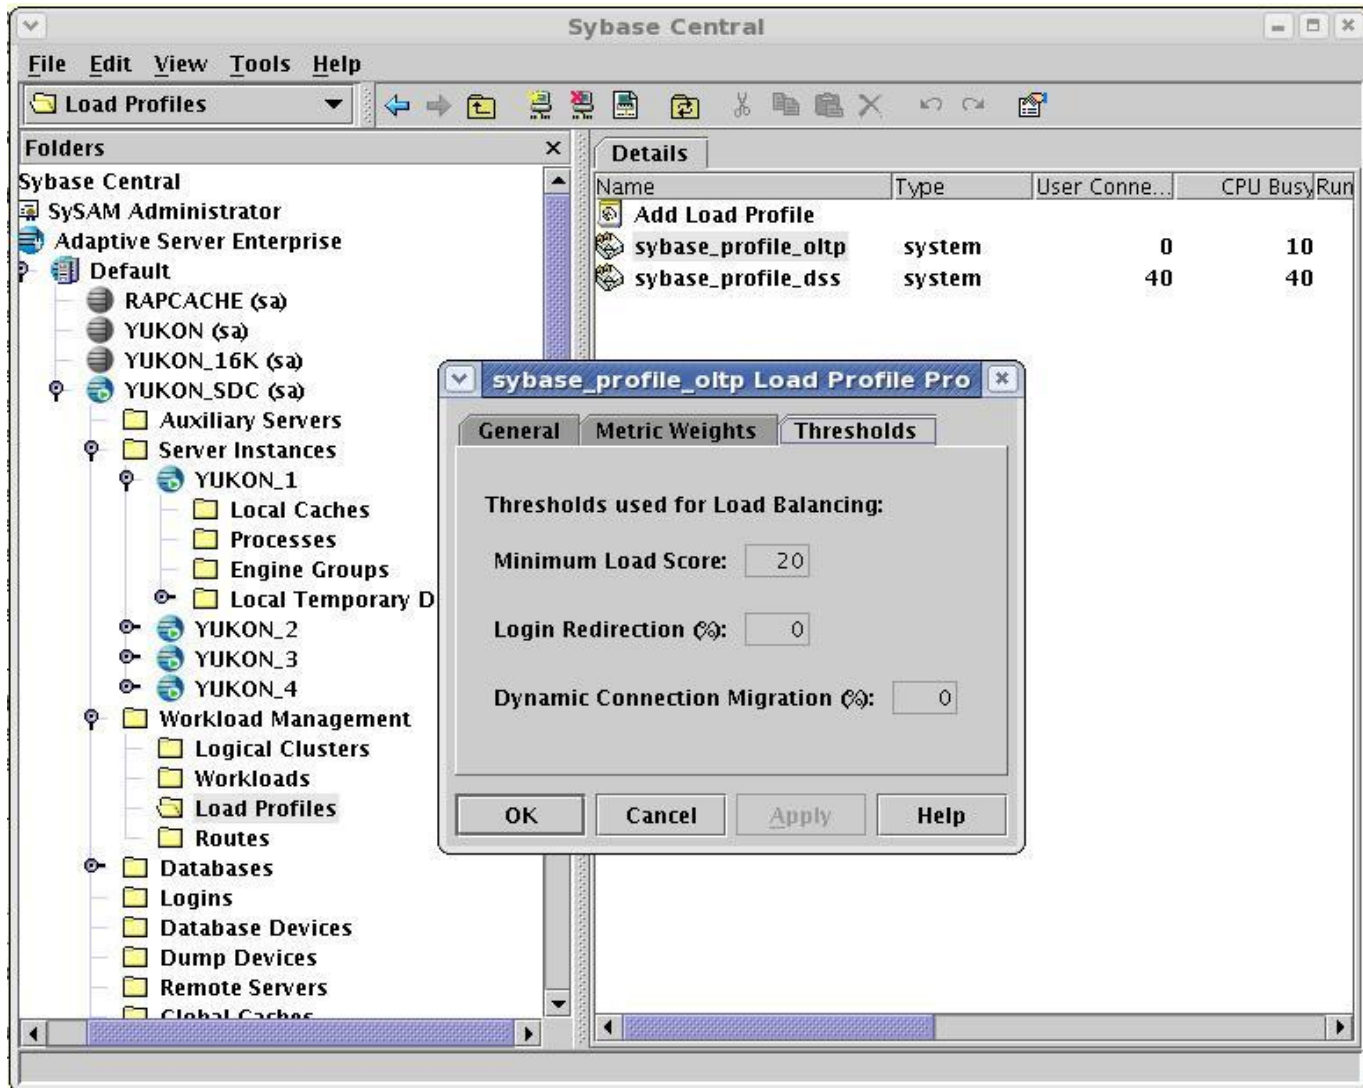 Sybase Central
File Edit View Tools Help
Load Profiles
Folders
Sybase Central
SySAM Administrator
Adaptive Server Enterprise
Default
RAPCACHE (sa)
YUKON (sa)
YUKON_16K (sa)
YUKON_SDC (sa)
Auxiliary Servers
Server Instances
YUKON_1
Local Caches
Processes
Engine Groups
Local Temporary D
YUKON_2
YUKON_3
YUKON_4
Workload Management
Logical Clusters
Workloads
Load Profiles
Routes
Databases
Logins
Database Devices
Dump Devices
Remote Servers
Global Caches
Details
Name Type User Conne... CPU Busy Run
Add Load Profile
sybase_profile_oltp system 0 10
sybase_profile_dss system 40 40
sybase_profile_oltp Load Profile Pro
General Metric Weights Thresholds
Thresholds used for Load Balancing:
Minimum Load Score: 20
Login Redirection (%): 0
Dynamic Connection Migration (%): 0
OK Cancel Apply Help